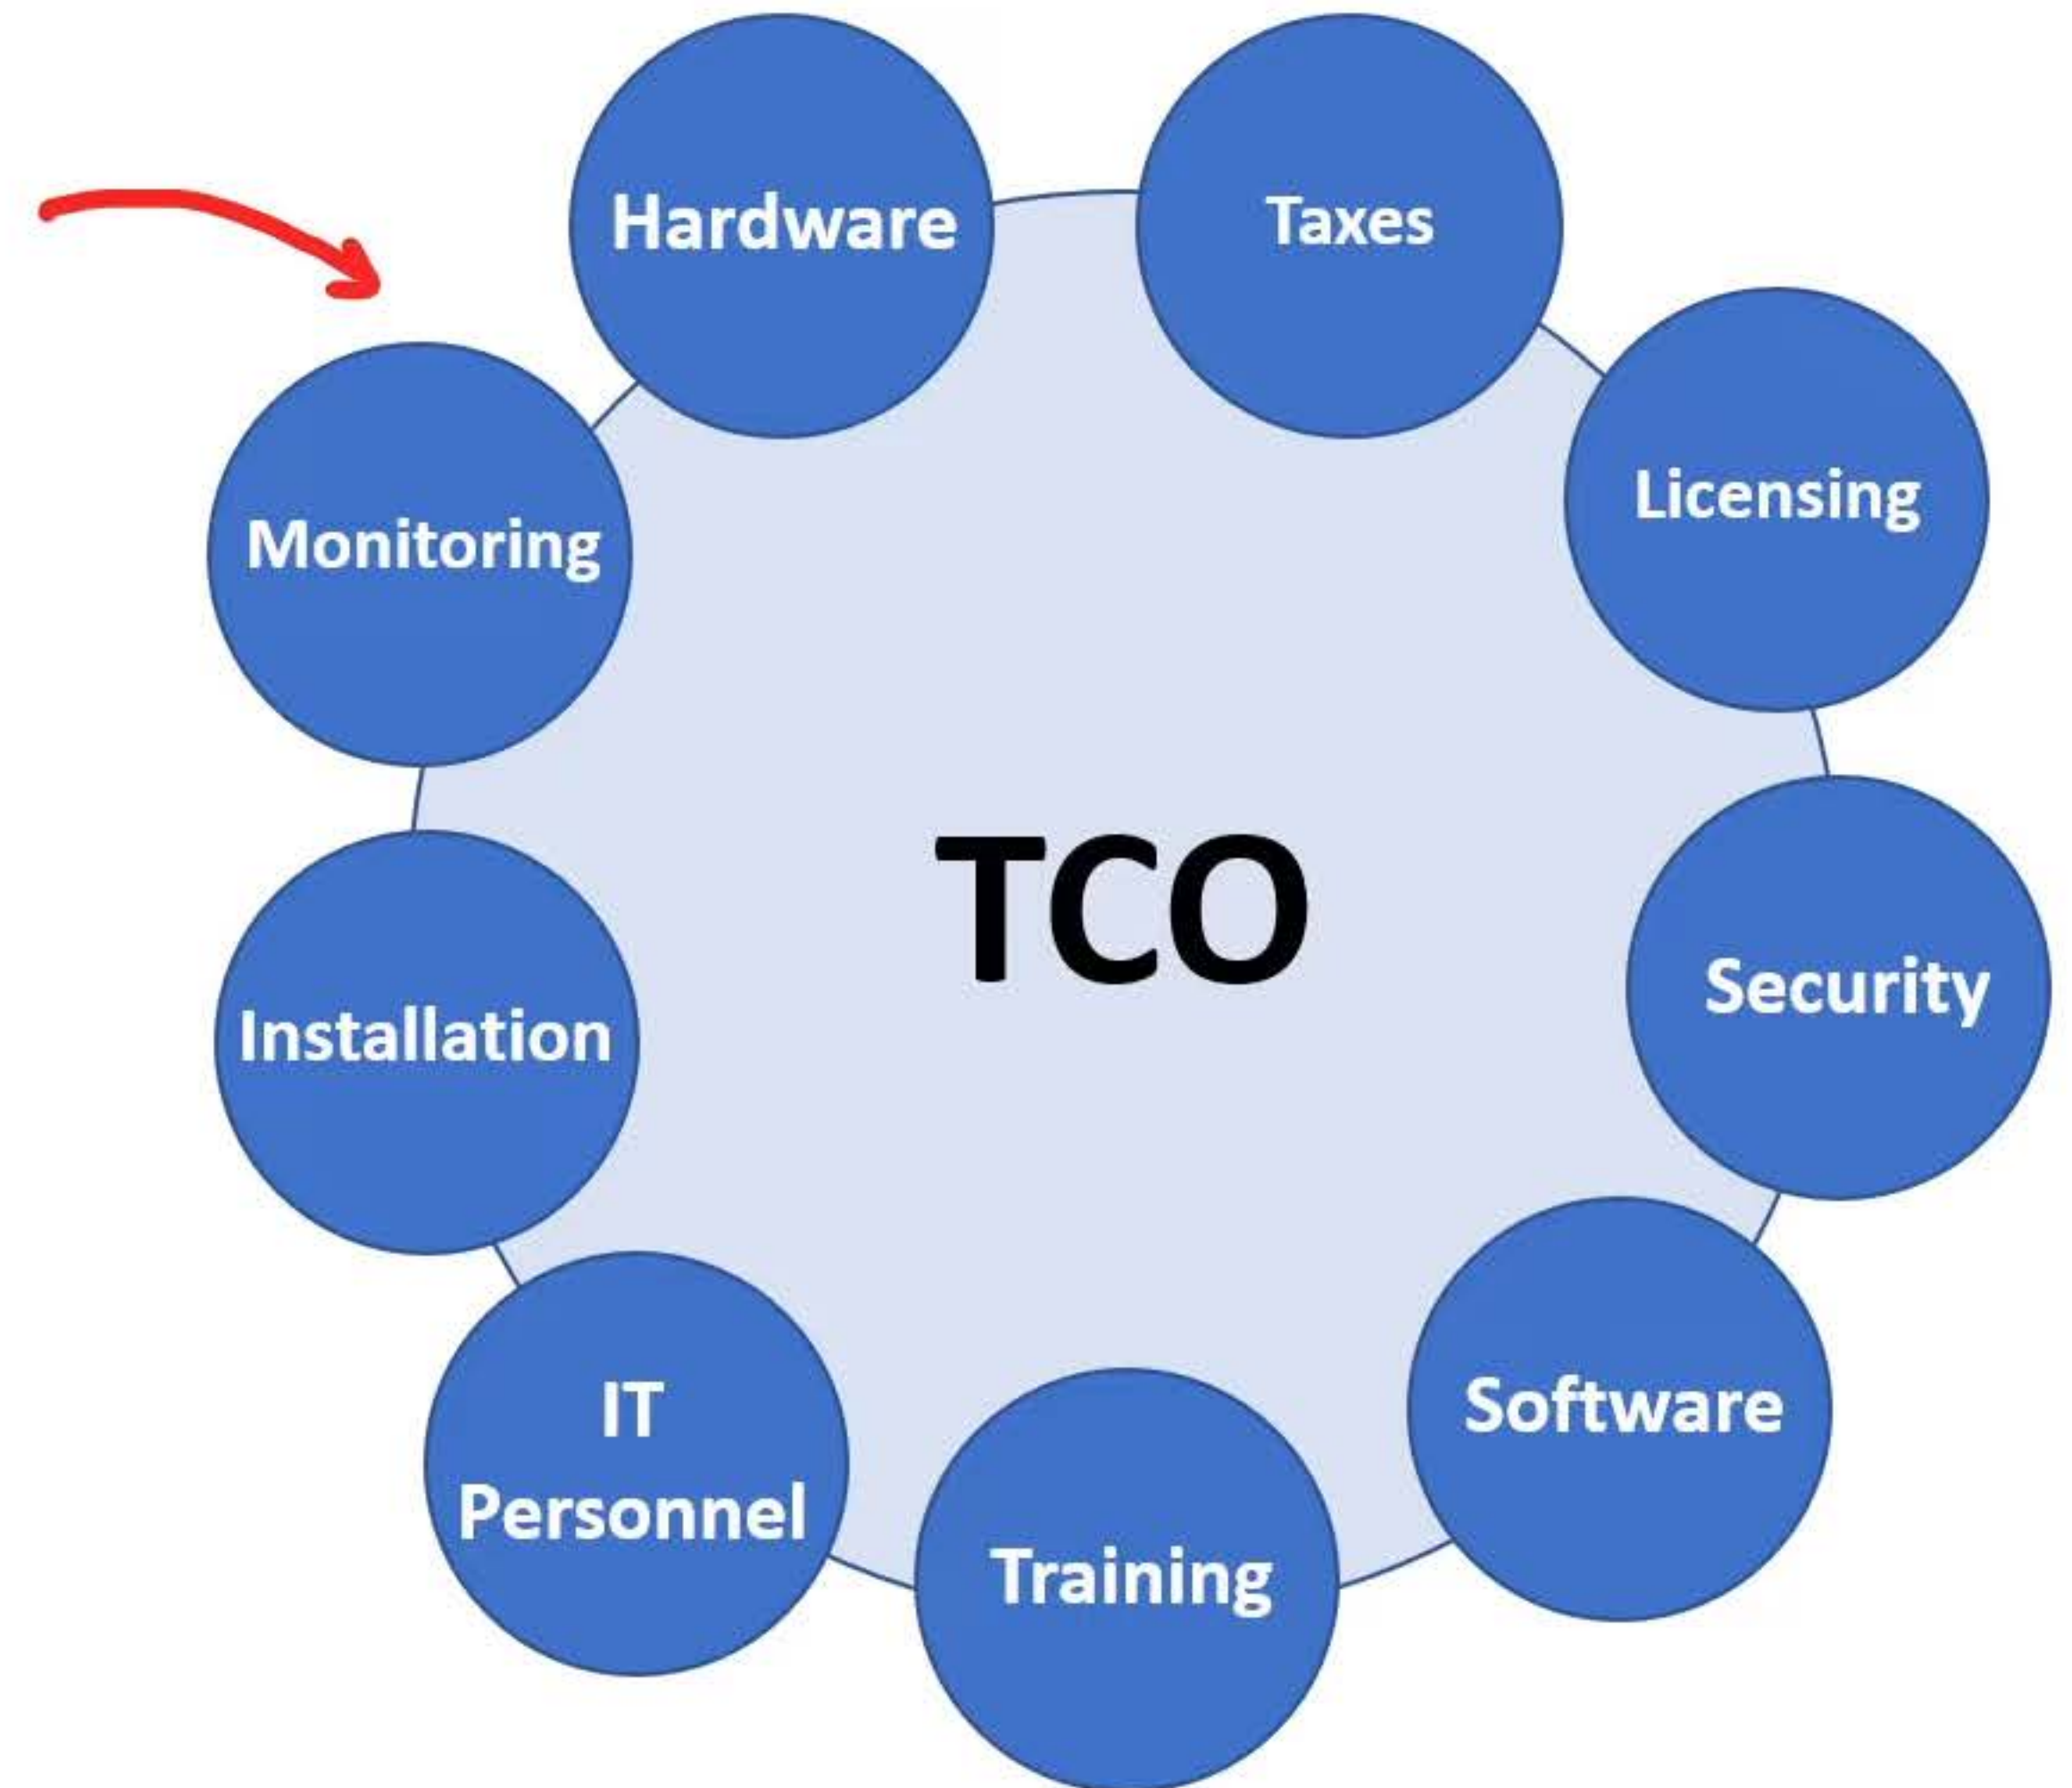 Hardware
Taxes
Licensing
Monitoring
TCO
Security
Installation
Software
IT
Personnel
Training